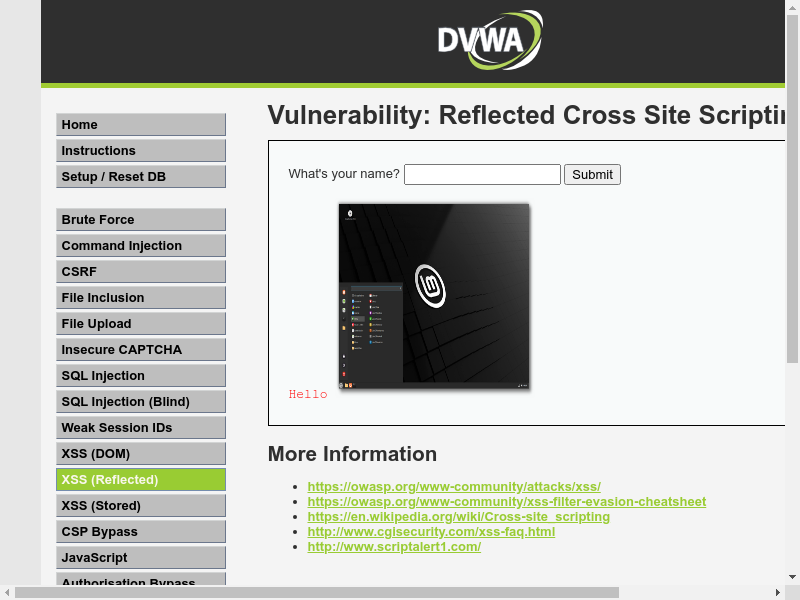 DVWA
Vulnerability: Reflected Cross Site Scripti
Home
Instructions
Setup / Reset DB
Brute Force
Command Injection
CSRF
File Inclusion
File Upload
Insecure CAPTCHA
SQL Injection
SQL Injection (Blind)
Weak Session IDs
XSS (DOM)
XSS (Reflected)
XSS (Stored)
CSP Bypass
JavaScript
Authorisation Bypass
What's your name? Submit
Hello
More Information
https://owasp.org/www-community/attacks/xss/
https://owasp.org/www-community/xss-filter-evasion-cheatsheet
https://en.wikipedia.org/wiki/Cross-site_scripting
http://www.cgisecurity.com/xss-faq.html
http://www.scriptalert1.com/